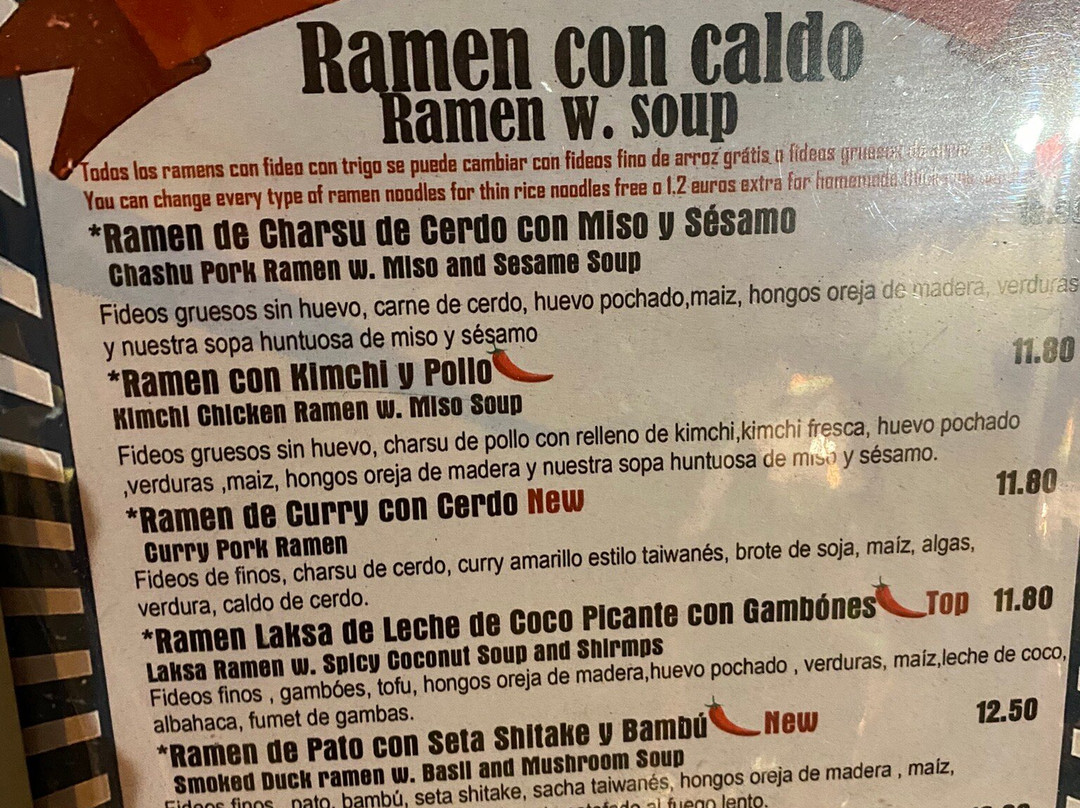 Ramen con caldo
Ramen w. soup
Todos los ramens con fideo con trigo se puede cambiar con fideos fino de arroz grátis o fideos gruesos
You can change every type of ramen noodles for thin rice noodles free o 1,2 euros extra for homemade
*Ramen de Charsu de Cerdo con Miso y Sésamo
Chashu Pork Ramen w. Miso and Sesame Soup
Fideos gruesos sin huevo, carne de cerdo, huevo pochado,maiz, hongos oreja de madera, verduras
y nuestra sopa huntuosa de miso y sésamo
*Ramen con Kimchi y Pollo 11.80
Kimchi Chicken Ramen w. Miso Soup
Fideos gruesos sin huevo, charsu de pollo con relleno de kimchi,kimchi fresca, huevo pochado
,verduras ,maiz, hongos oreja de madera y nuestra sopa huntuosa de miso y sésamo.
*Ramen de Curry con Cerdo New 11.80
Curry Pork Ramen
Fideos de finos, charsu de cerdo, curry amarillo estilo taiwanés, brote de soja, maíz, algas,
verdura, caldo de cerdo.
*Ramen Laksa de Leche de Coco Picante con Gambónes Top 11.80
Laksa Ramen w. Spicy Coconut Soup and Shirmps
Fideos finos , gambóes, tofu, hongos oreja de madera,huevo pochado , verduras, maíz,leche de coco,
albahaca, fumet de gambas.
*Ramen de Pato con Seta Shitake y Bambú New 12.50
Smoked Duck ramen w. Basil and Mushroom Soup
Fideos finos, pato, bambú, seta shitake, sacha taiwanés, hongos oreja de madera , maíz,
al fuego lento.